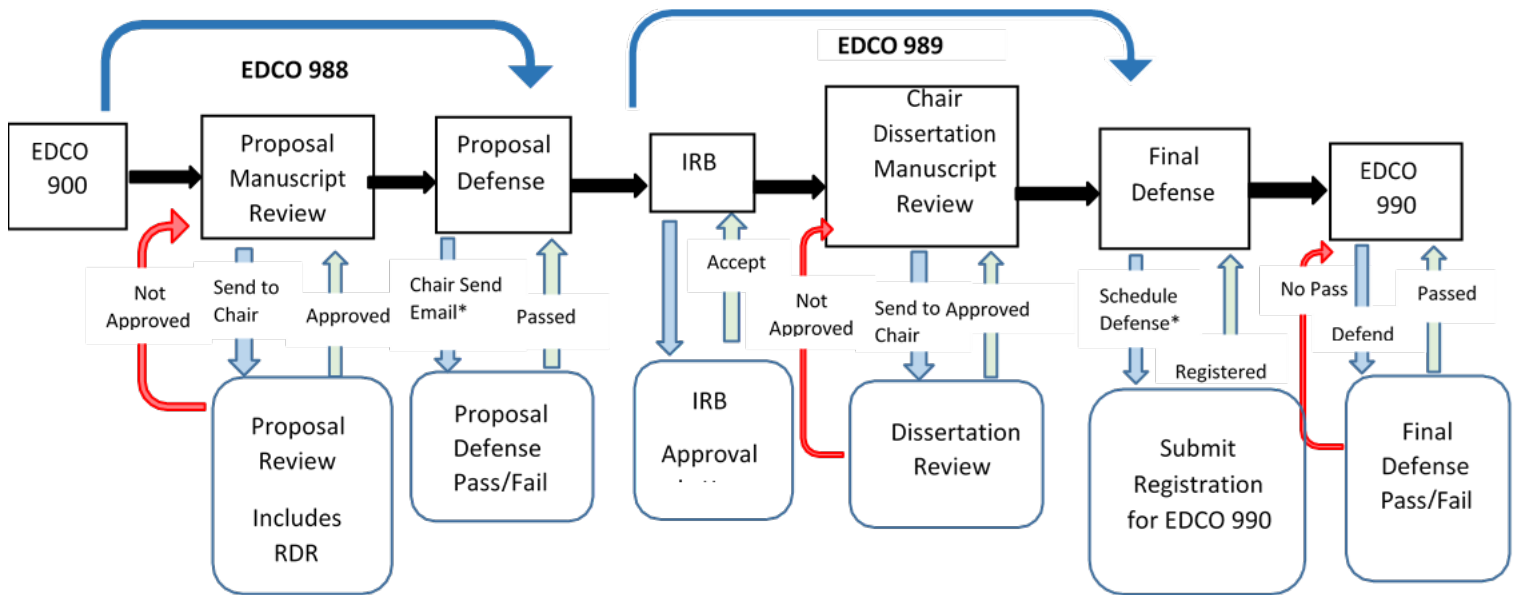 EDCO 988
EDCO 989
EDCO
900
Proposal
Manuscript
Review
Proposal
Defense
IRB
Chair
Dissertation
Manuscript
Review
Final
Defense
EDCO
990
Not
Approved
Send to
Chair
Approved
Chair Send
Email*
Passed
Accept
Not
Approved
Send to
Chair
Approved
Schedule
Defense*
Registered
No Pass
Defend
Passed
Proposal
Review
Includes
RDR
Proposal
Defense
Pass/Fail
IRB
Approval
Dissertation
Review
Submit
Registration
for EDCO 990
Final
Defense
Pass/Fail